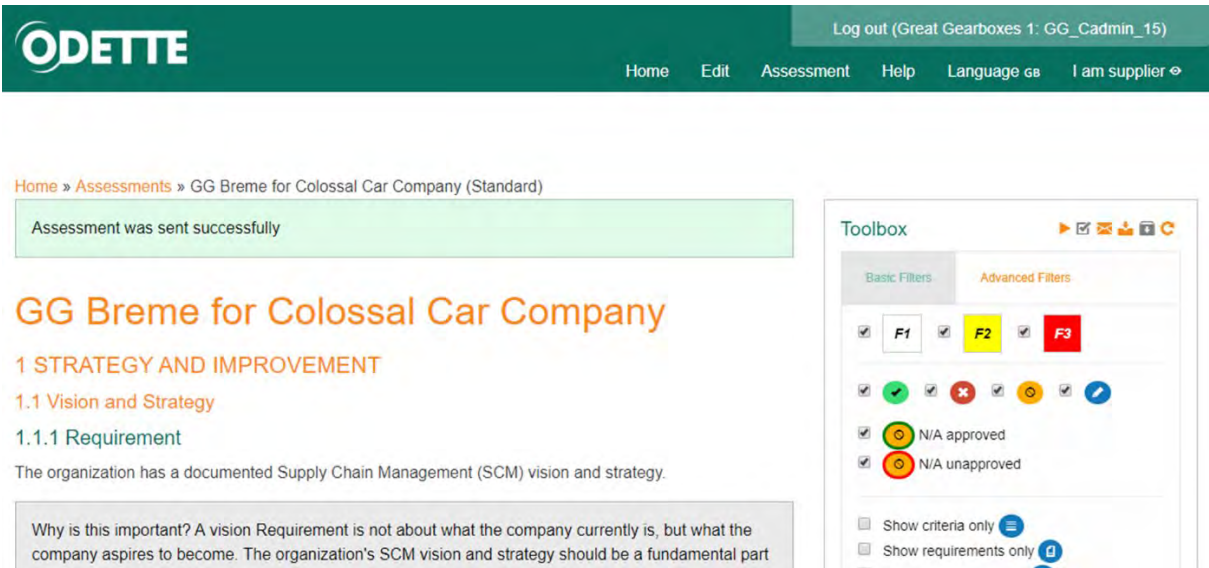 ODETTE
Log out (Great Gearboxes 1: GG_Cadmin_15)
Home Edit Assessment Help Language GB I am supplier
Home » Assessments » GG Breme for Colossal Car Company (Standard)
Assessment was sent successfully
GG Breme for Colossal Car Company
1 STRATEGY AND IMPROVEMENT
1.1 Vision and Strategy
1.1.1 Requirement
The organization has a documented Supply Chain Management (SCM) vision and strategy.
Why is this important? A vision Requirement is not about what the company currently is, but what the
company aspires to become. The organization's SCM vision and strategy should be a fundamental part
Toolbox
Basic Filters Advanced Filters
F1 F2 F3
N/A approved
N/A unapproved
Show criteria only
Show requirements only